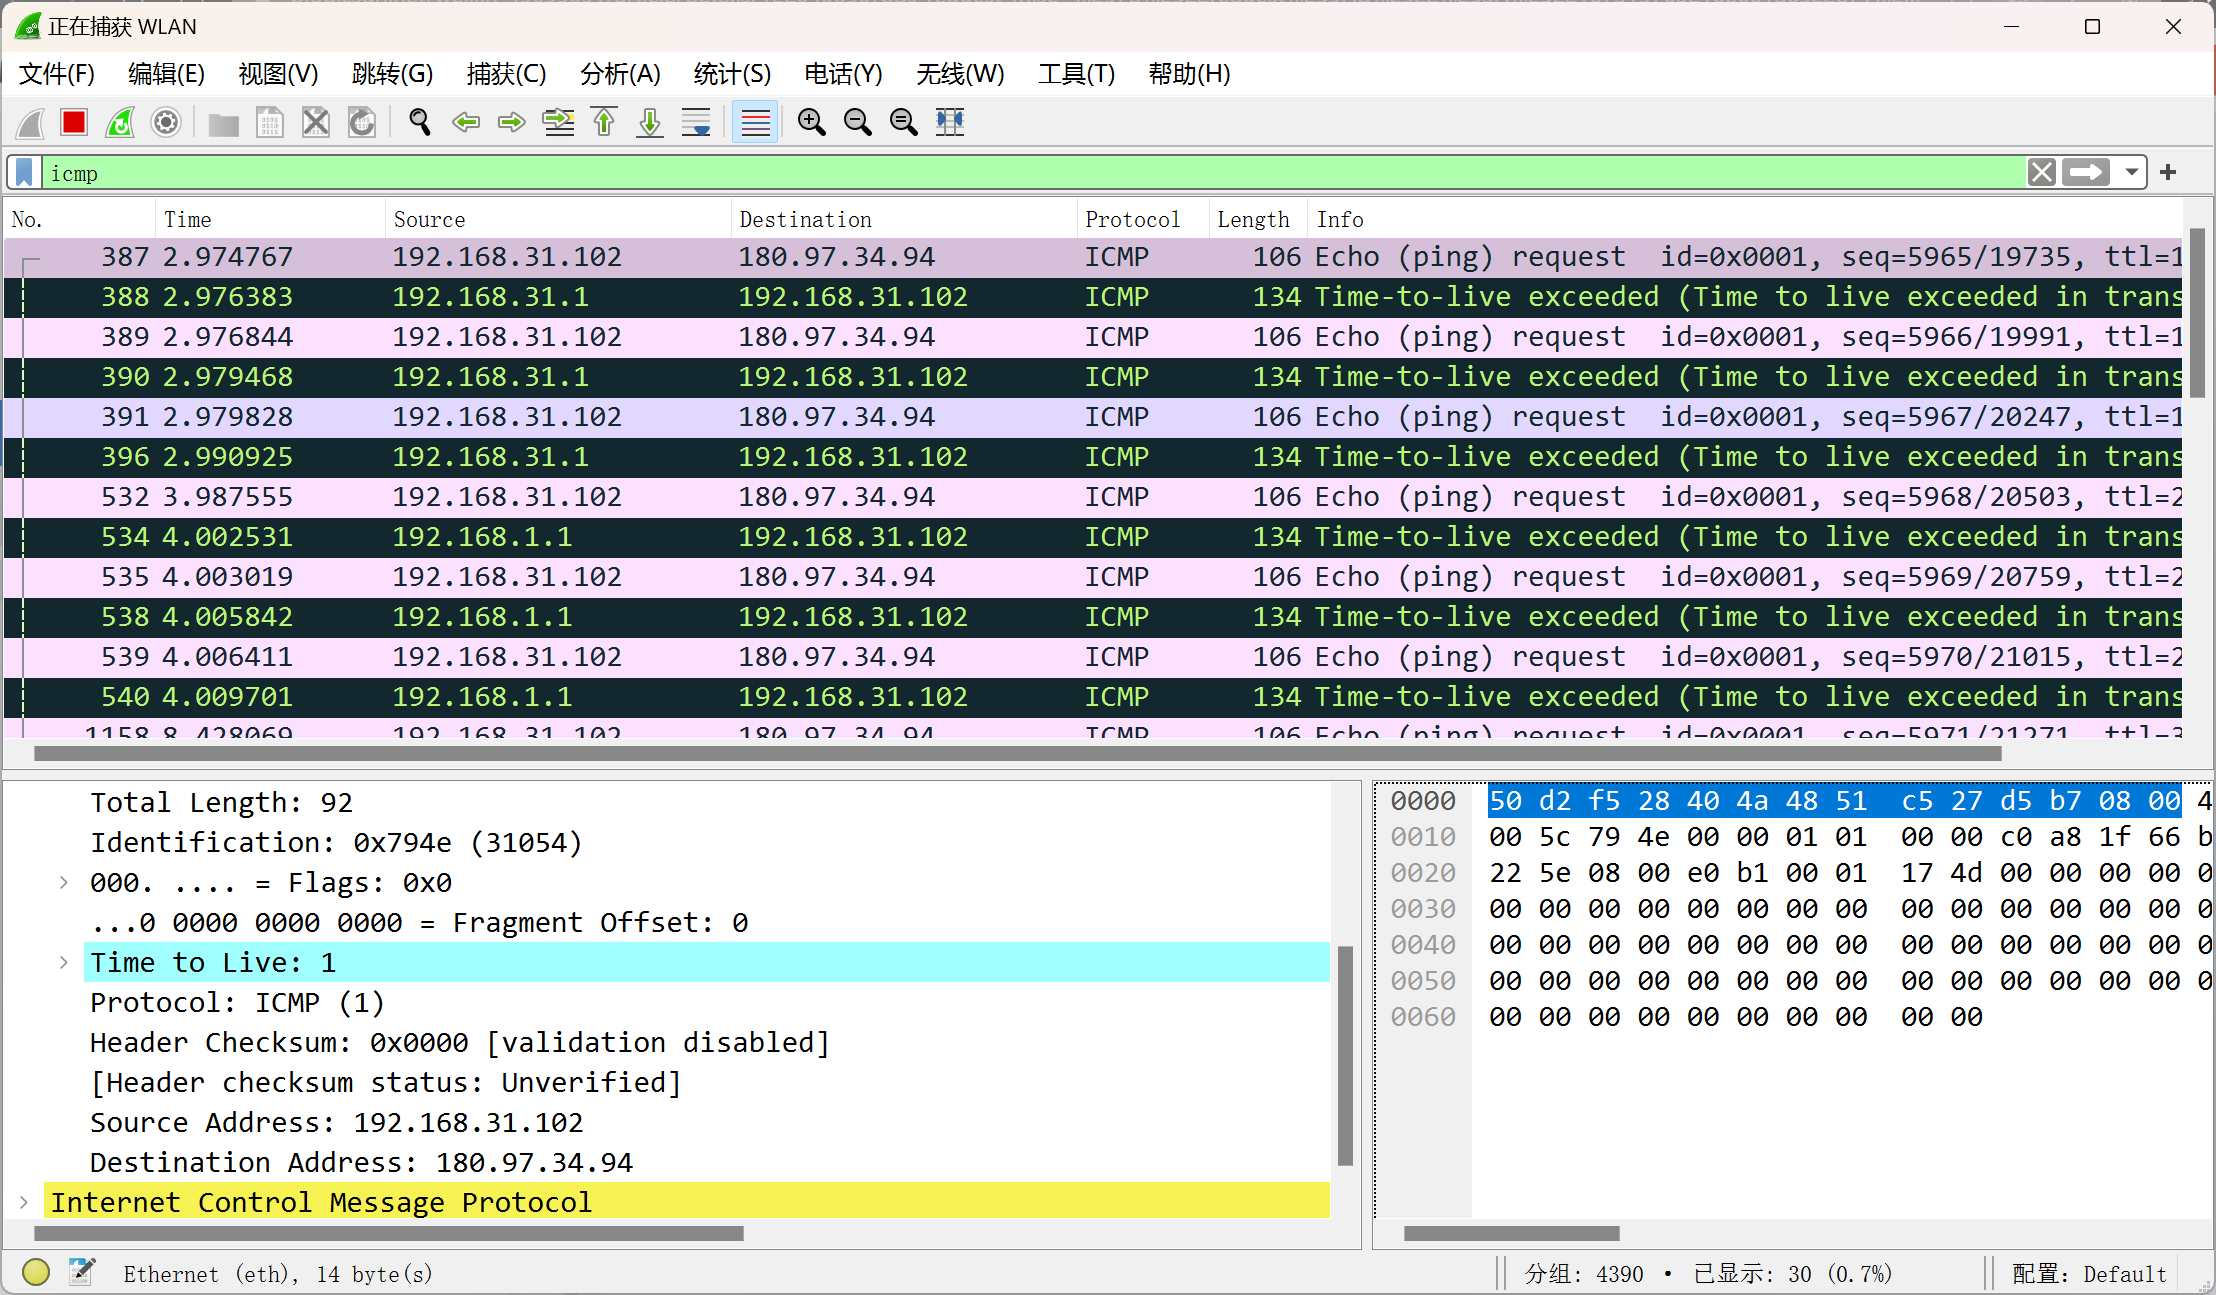 正在捕获 WLAN
文件(F) 编辑(E) 视图(V) 跳转(G) 捕获(C) 分析(A) 统计(S) 电话(Y) 无线(W) 工具(T) 帮助(H)
icmp
No. Time Source Destination Protocol Length Info
387 2.974767 192.168.31.102 180.97.34.94 ICMP 106 Echo (ping) request id=0x0001, seq=5965/19735, ttl=1
388 2.976383 192.168.31.1 192.168.31.102 ICMP 134 Time-to-live exceeded (Time to live exceeded in trans
389 2.976844 192.168.31.102 180.97.34.94 ICMP 106 Echo (ping) request id=0x0001, seq=5966/19991, ttl=1
390 2.979468 192.168.31.1 192.168.31.102 ICMP 134 Time-to-live exceeded (Time to live exceeded in trans
391 2.979828 192.168.31.102 180.97.34.94 ICMP 106 Echo (ping) request id=0x0001, seq=5967/20247, ttl=1
396 2.990925 192.168.31.1 192.168.31.102 ICMP 134 Time-to-live exceeded (Time to live exceeded in trans
532 3.987555 192.168.31.102 180.97.34.94 ICMP 106 Echo (ping) request id=0x0001, seq=5968/20503, ttl=2
534 4.002531 192.168.1.1 192.168.31.102 ICMP 134 Time-to-live exceeded (Time to live exceeded in trans
535 4.003019 192.168.31.102 180.97.34.94 ICMP 106 Echo (ping) request id=0x0001, seq=5969/20759, ttl=2
538 4.005842 192.168.1.1 192.168.31.102 ICMP 134 Time-to-live exceeded (Time to live exceeded in trans
539 4.006411 192.168.31.102 180.97.34.94 ICMP 106 Echo (ping) request id=0x0001, seq=5970/21015, ttl=2
540 4.009701 192.168.1.1 192.168.31.102 ICMP 134 Time-to-live exceeded (Time to live exceeded in trans
1158 8.428069 192.168.31.102 180.97.34.94 ICMP 106 Echo (ping) request id=0x0001, seq=5971/21271, ttl=3
Total Length: 92
Identification: 0x794e (31054)
000. .... = Flags: 0x0
...0 0000 0000 0000 = Fragment Offset: 0
Time to Live: 1
Protocol: ICMP (1)
Header Checksum: 0x0000 [validation disabled]
[Header checksum status: Unverified]
Source Address: 192.168.31.102
Destination Address: 180.97.34.94
Internet Control Message Protocol
0000 50 d2 f5 28 40 4a 48 51 c5 27 d5 b7 08 00 4
0010 00 5c 79 4e 00 00 01 01 00 00 c0 a8 1f 66 b
0020 22 5e 08 00 e0 b1 00 01 17 4d 00 00 00 00 0
0030 00 00 00 00 00 00 00 00 00 00 00 00 00 00 0
0040 00 00 00 00 00 00 00 00 00 00 00 00 00 00 0
0050 00 00 00 00 00 00 00 00 00 00 00 00 00 00 0
0060 00 00 00 00 00 00 00 00 00 00
Ethernet (eth), 14 byte(s) 分组: 4390 • 已显示: 30 (0.7%) 配置: Default